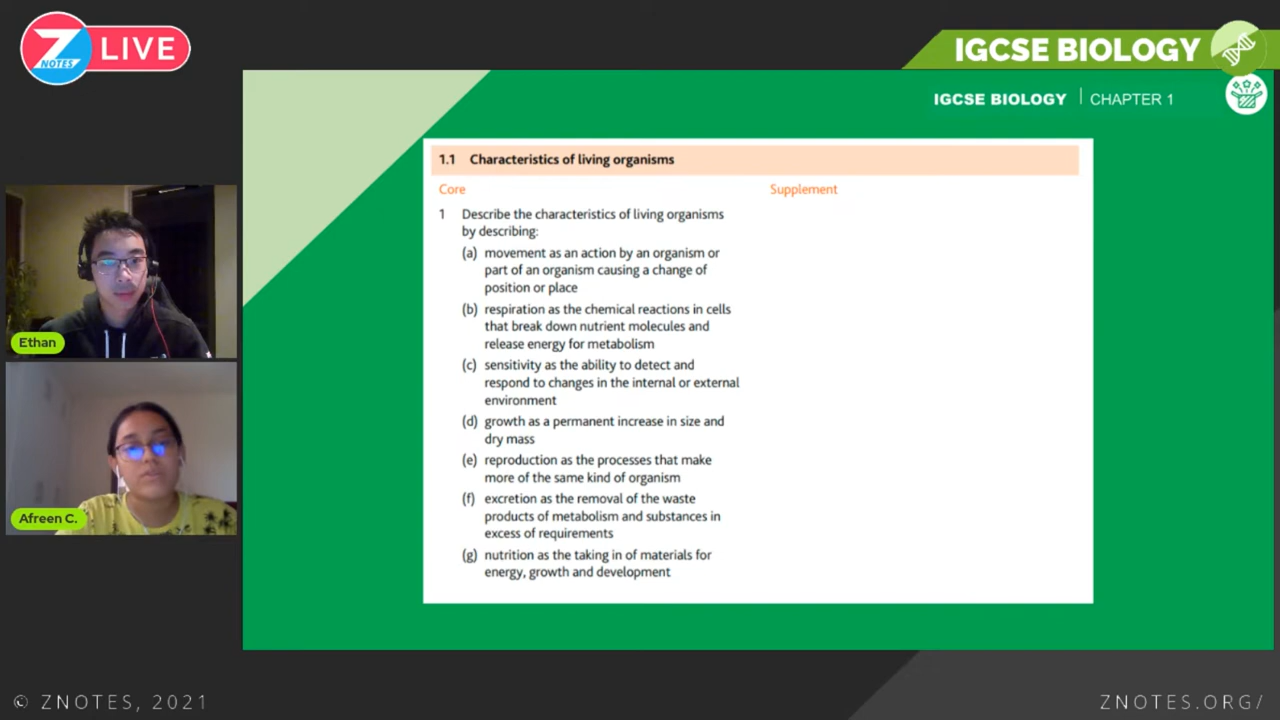 Z NOTES LIVE
IGCSE BIOLOGY
IGCSE BIOLOGY | CHAPTER 1
1.1 Characteristics of living organisms
Core Supplement
1 Describe the characteristics of living organisms
by describing:
(a) movement as an action by an organism or
part of an organism causing a change of
position or place
(b) respiration as the chemical reactions in cells
that break down nutrient molecules and
release energy for metabolism
(c) sensitivity as the ability to detect and
respond to changes in the internal or external
environment
(d) growth as a permanent increase in size and
dry mass
(e) reproduction as the processes that make
more of the same kind of organism
(f) excretion as the removal of the waste
products of metabolism and substances in
excess of requirements
(g) nutrition as the taking in of materials for
energy, growth and development
Ethan
Afreen C.
© ZNOTES, 2021
ZNOTES.ORG/